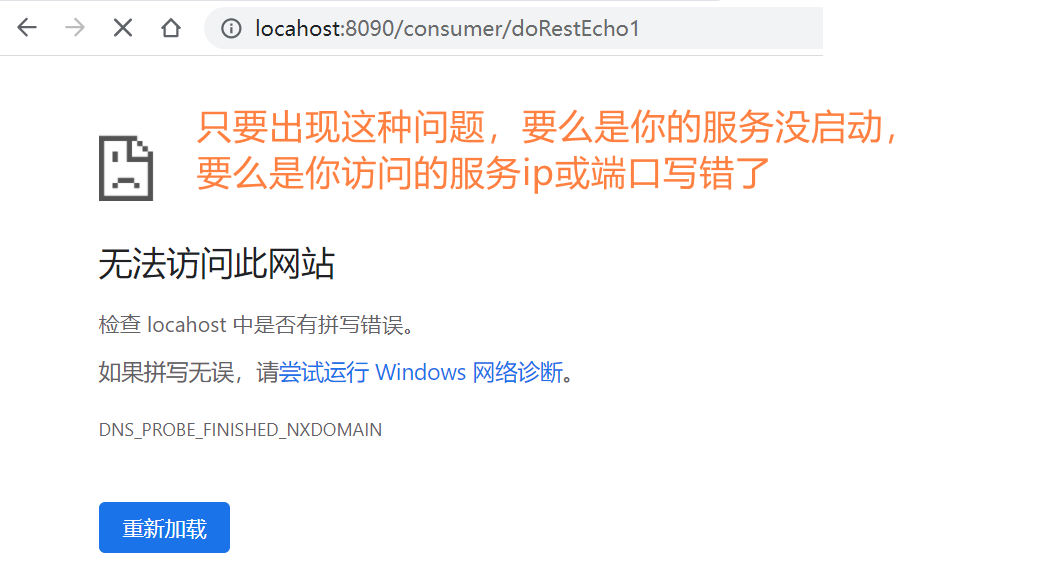 locahost:8090/consumer/doRestEcho1
只要出现这种问题，要么是你的服务没启动，
要么是你访问的服务ip或端口写错了
无法访问此网站
检查 locahost 中是否有拼写错误。
如果拼写无误，请尝试运行 Windows 网络诊断。
DNS_PROBE_FINISHED_NXDOMAIN
重新加载